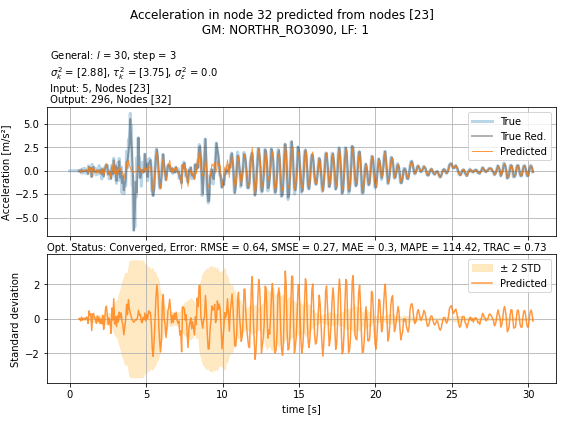 Acceleration in node 32 predicted from nodes [23]
GM: NORTHR_RO3090, LF: 1
General: l = 30, step = 3
σ²ₖ = [2.88], τ²ₖ = [3.75], σ²ε = 0.0
Input: 5, Nodes [23]
Output: 296, Nodes [32]
Acceleration [m/s²]
5.0
2.5
0.0
−2.5
−5.0
True
True Red.
Predicted
Opt. Status: Converged, Error: RMSE = 0.64, SMSE = 0.27, MAE = 0.3, MAPE = 114.42, TRAC = 0.73
Standard deviation
2
0
−2
± 2 STD
Predicted
0 5 10 15 20 25 30
time [s]